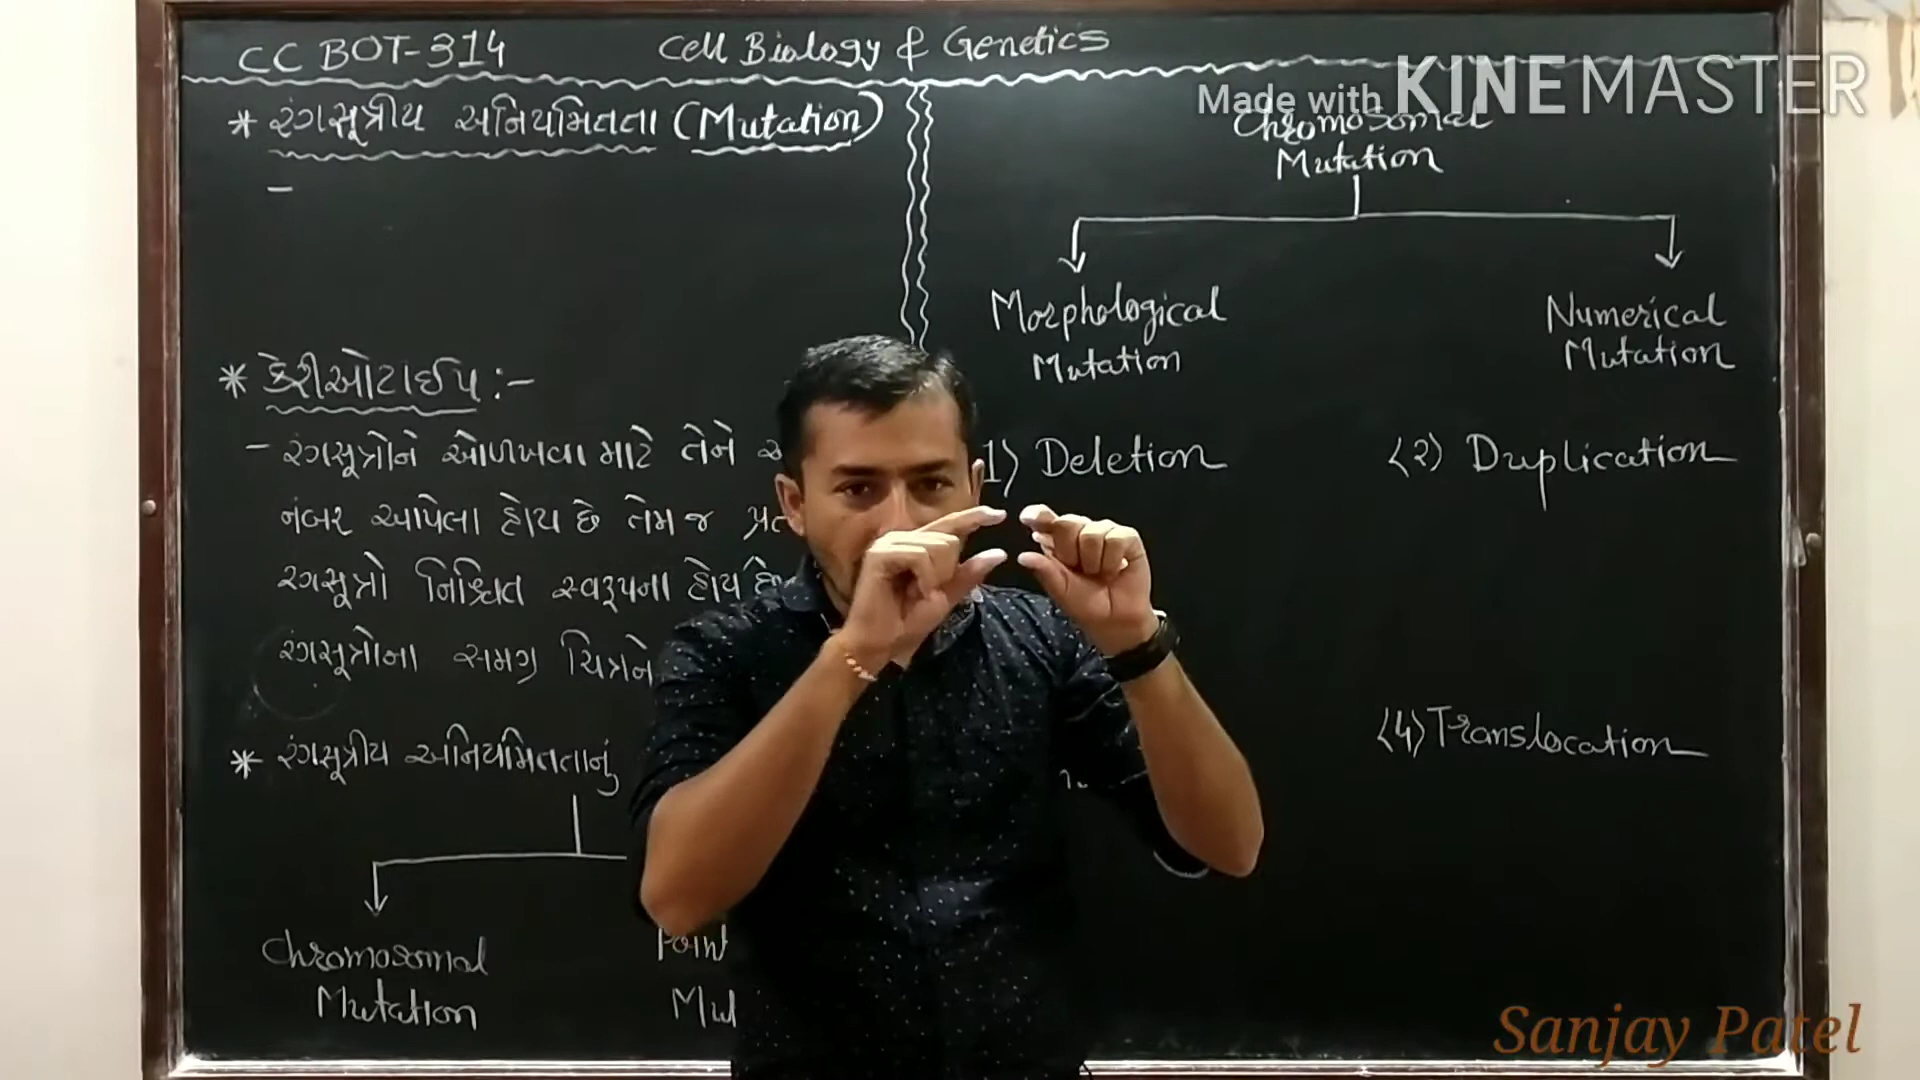 CC BOT-314 Cell Biology & Genetics
Made with KINEMASTER
* રંગસૂત્રીય અનિયમિતતા (Mutation)
-
* કેરીઓટાઈપ :-
- રંગસૂત્રોને ઓળખવા માટે તેને
નંબર આપેલા હોય છે તેમ જ
રંગસૂત્રો નિશ્ચિત સ્વરૂપના હોય છે
રંગસૂત્રોના સમગ્ર ચિત્રને
* રંગસૂત્રીય અનિયમિતતાનું
Chromosomal
Mutation
Point
Chromosomal
Mutation
Morphological
Mutation
Numerical
Mutation
1) Deletion
(2) Duplication
(4) Translocation
Sanjay Patel